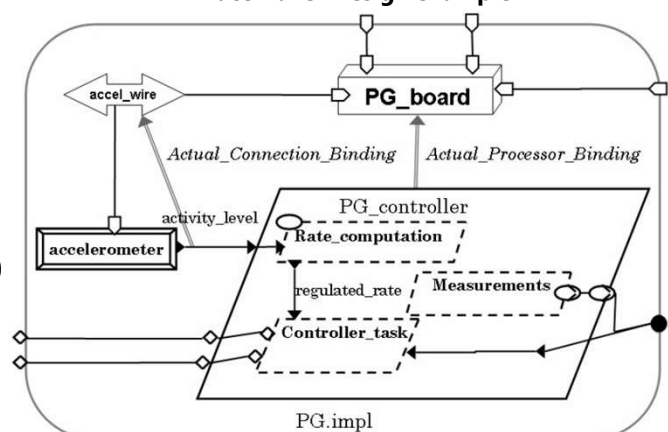 accel_wire
PG_board
Actual_Connection_Binding
Actual_Processor_Binding
activity_level
PG_controller
accelerometer
Rate_computation
regulated_rate
Measurements
Controller_task
PG.impl